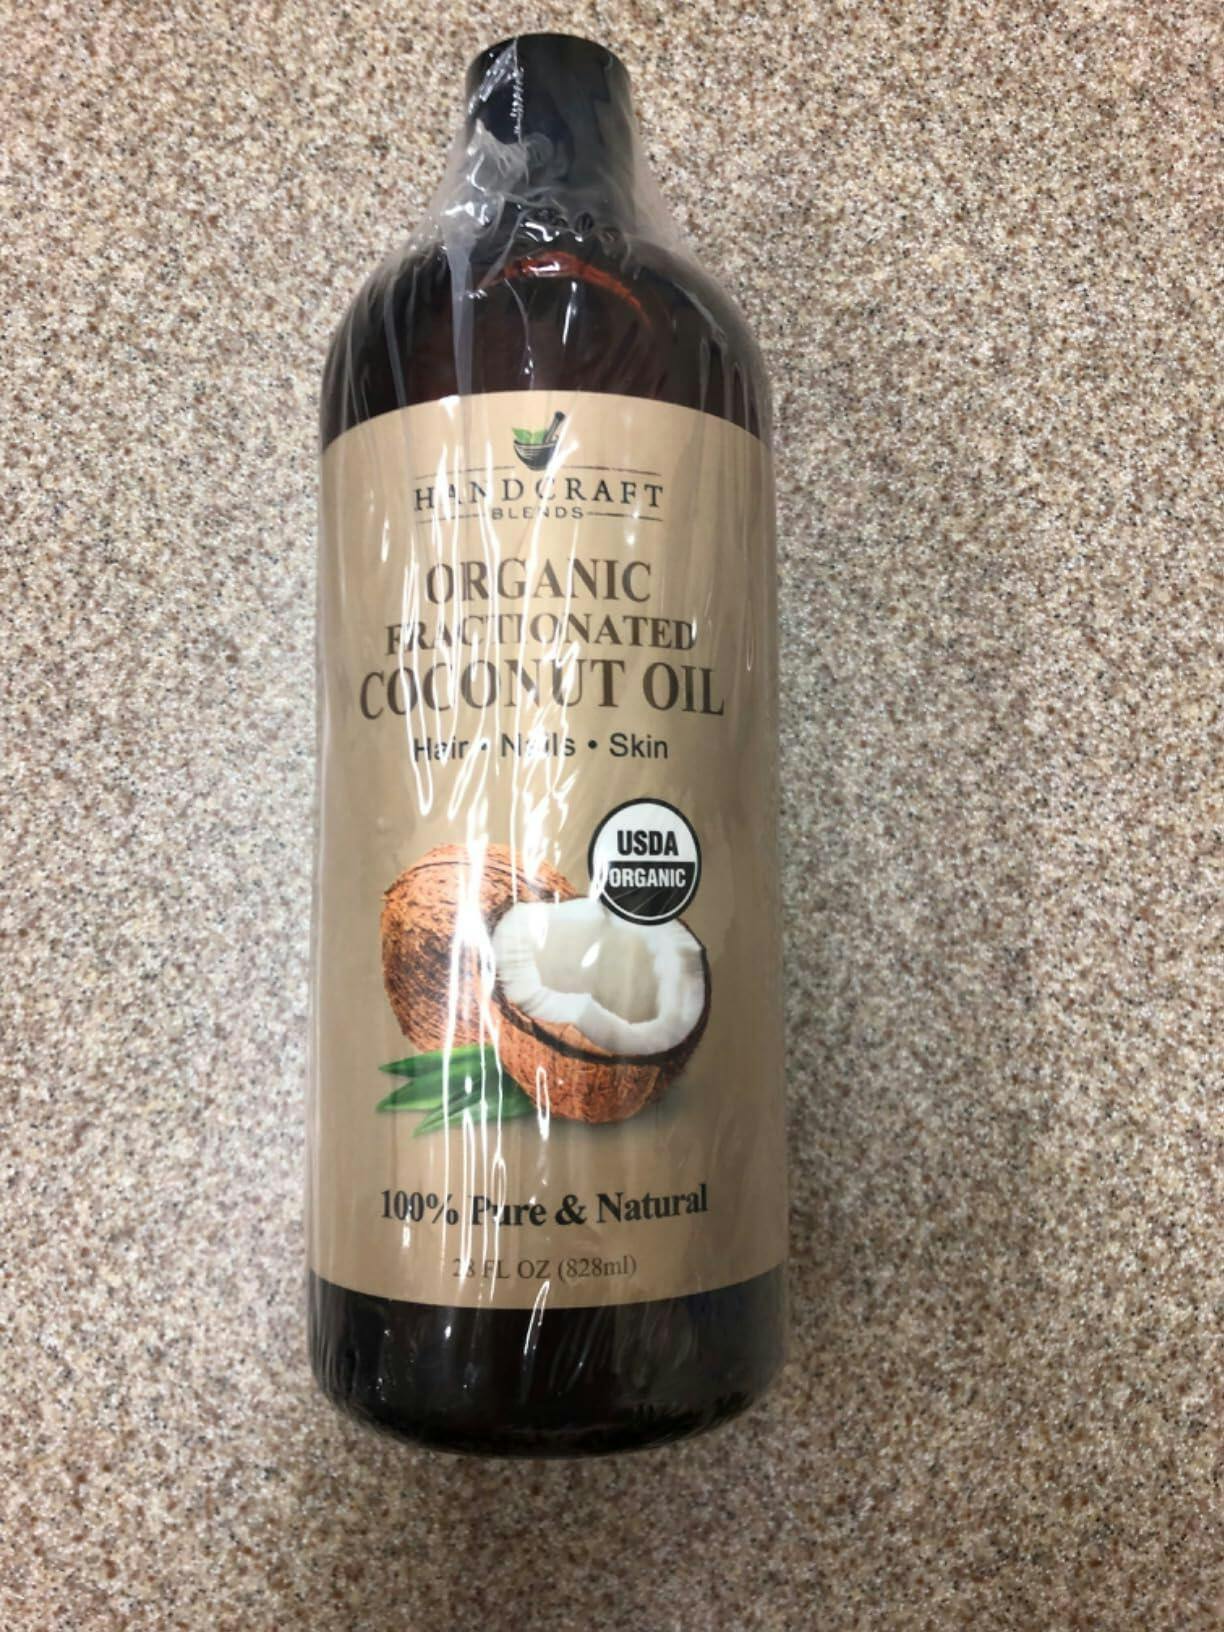 HANDCRAFT
BLENDS
ORGANIC
FRACTIONATED
COCONUT OIL
Hair • Nails • Skin
USDA
ORGANIC
100% Pure & Natural
28 FL OZ (828ml)